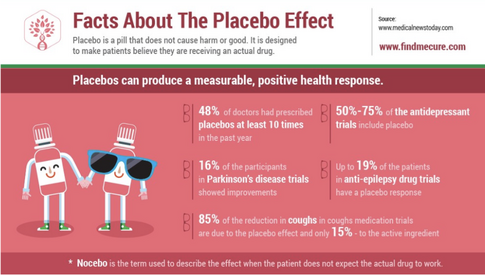 Facts About The Placebo Effect
Placebo is a pill that does not cause harm or good. It is designed
to make patients believe they are receiving an actual drug.
Source:
www.medicalnewstoday.com
www.findmecure.com
Placebos can produce a measurable, positive health response.
48% of doctors had prescribed
placebos at least 10 times
in the past year
50%-75% of the antidepressant
trials include placebo
16% of the participants
in Parkinson's disease trials
showed improvements
Up to 19% of the patients
in anti-epilepsy drug trials
have a placebo response
85% of the reduction in coughs in coughs medication trials
are due to the placebo effect and only 15% - to the active ingredient
* Nocebo is the term used to describe the effect when the patient does not expect the actual drug to work.